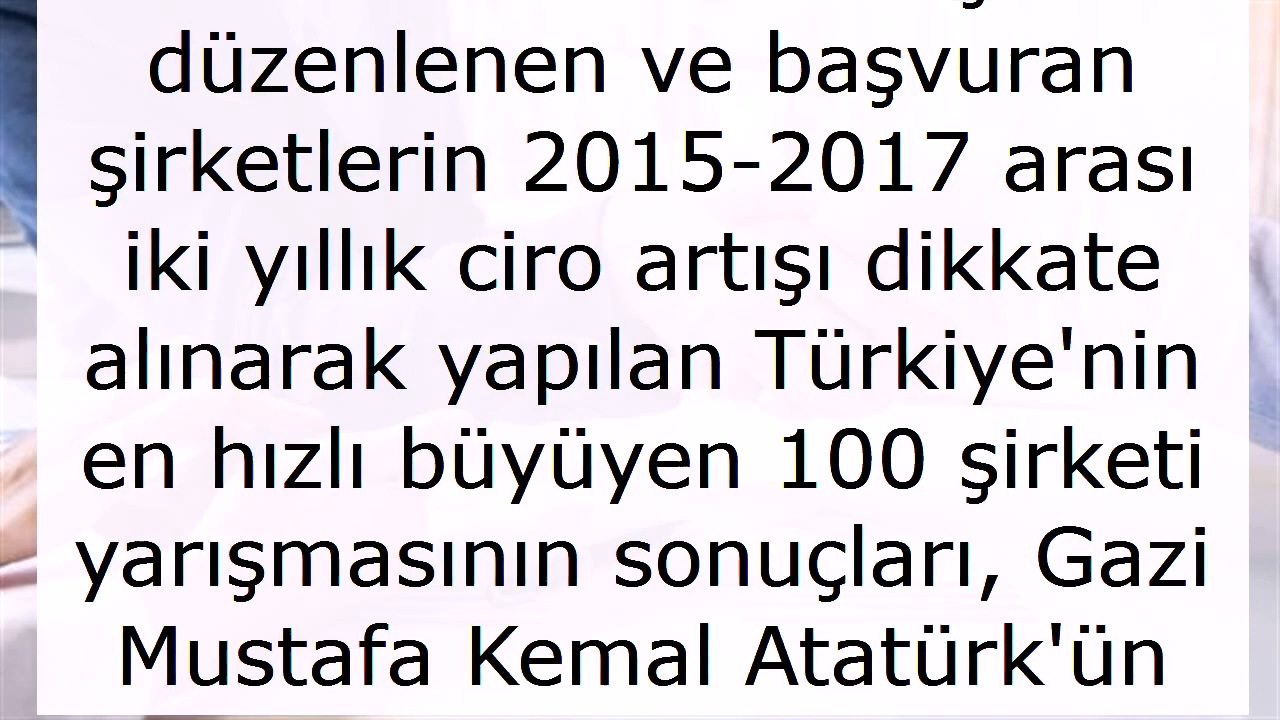 düzenlenen ve başvuran
şirketlerin 2015-2017 arası
iki yıllık ciro artışı dikkate
alınarak yapılan Türkiye'nin
en hızlı büyüyen 100 şirketi
yarışmasının sonuçları, Gazi
Mustafa Kemal Atatürk'ün